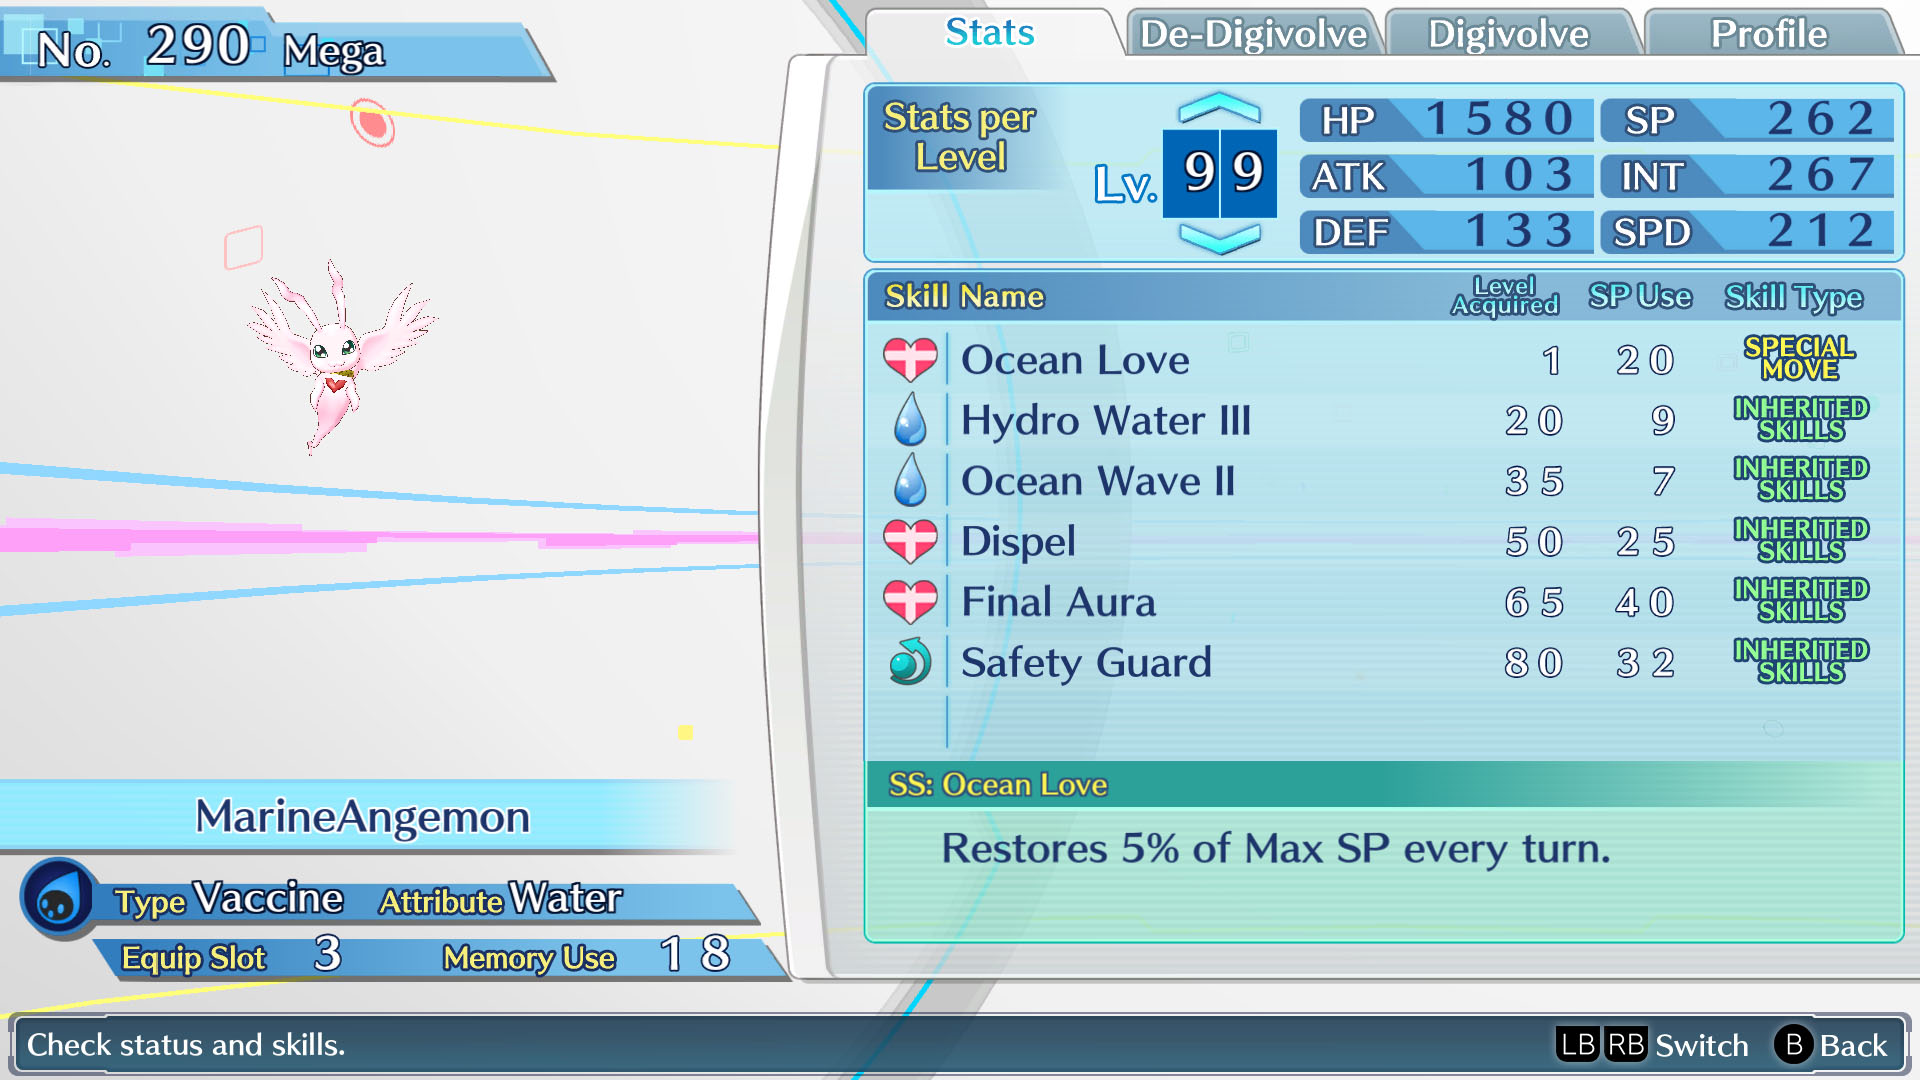 No. 290 Mega
Stats De-Digivolve Digivolve Profile
Stats per
Level
Lv. 99
HP 1580 SP 262
ATK 103 INT 267
DEF 133 SPD 212
Skill Name Level Acquired SP Use Skill Type
Ocean Love 1 20 SPECIAL MOVE
Hydro Water III 20 9 INHERITED SKILLS
Ocean Wave II 35 7 INHERITED SKILLS
Dispel 50 25 INHERITED SKILLS
Final Aura 65 40 INHERITED SKILLS
Safety Guard 80 32 INHERITED SKILLS
SS: Ocean Love
Restores 5% of Max SP every turn.
MarineAngemon
Type Vaccine Attribute Water
Equip Slot 3 Memory Use 18
Check status and skills.
LB RB Switch B Back